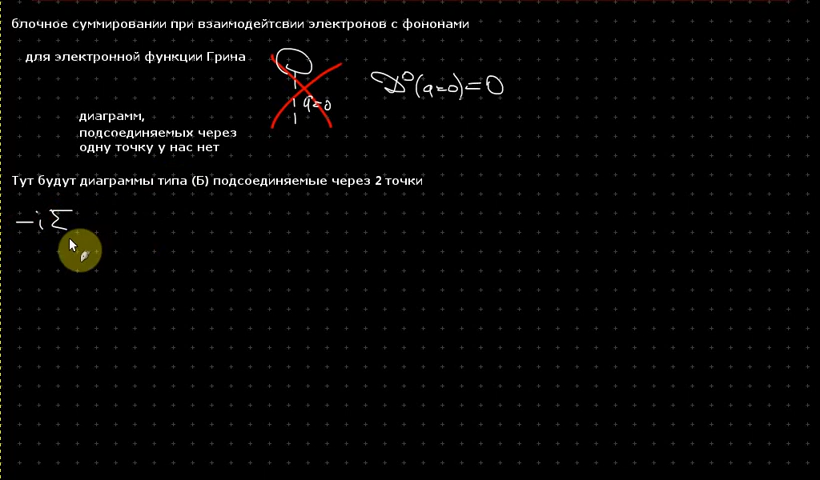 блочное суммировании при взаимодейтсвии электронов с фононами
для электронной функции Грина
q=0
D⁰(q=0)=0
диаграмм,
подсоединяемых через
одну точку у нас нет
Тут будут диаграммы типа (Б) подсоединяемые через 2 точки
−iΣ